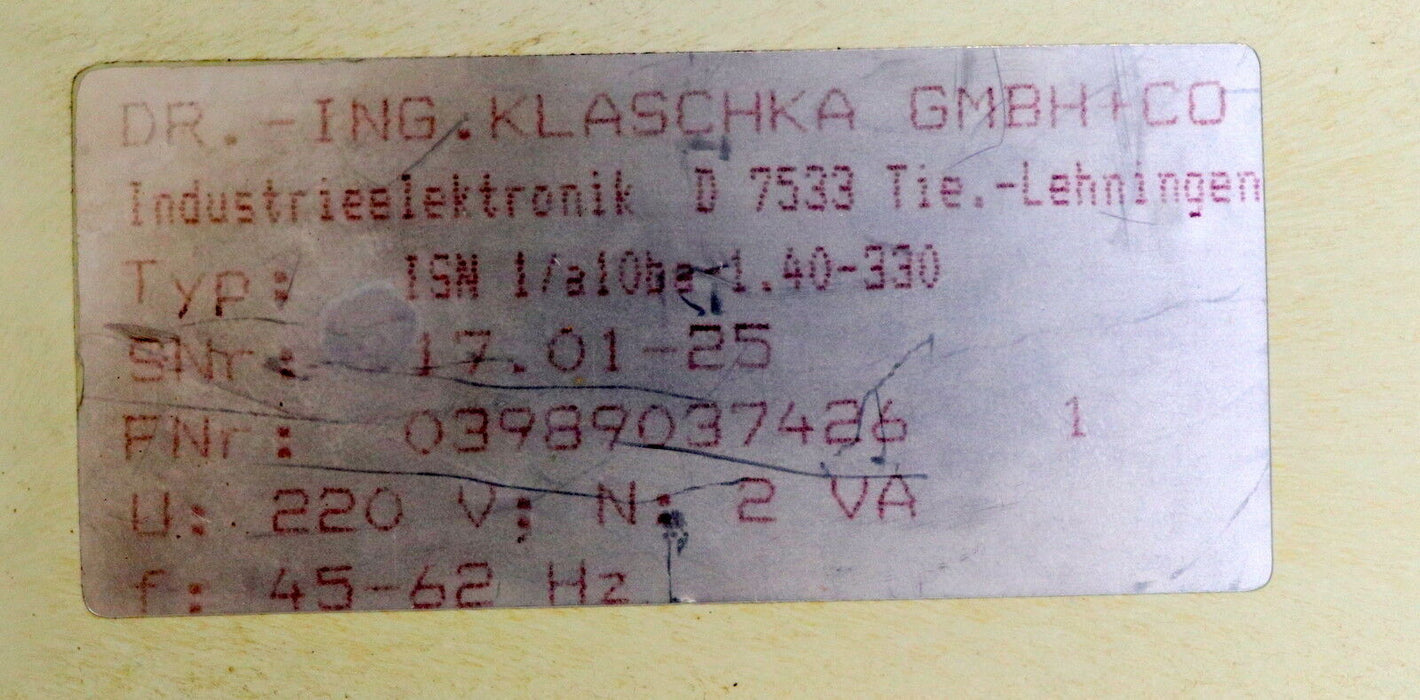 DR.-ING.KLASCHKA GMBH+CO
Industrieelektronik D 7533 Tie.-Lehningen
Typ: ISN 1/a10ba-1.40-330
SNr: 17.01-25
FNr: 03989037426 1
U: 220 V; N: 2 VA
f: 45-62 Hz